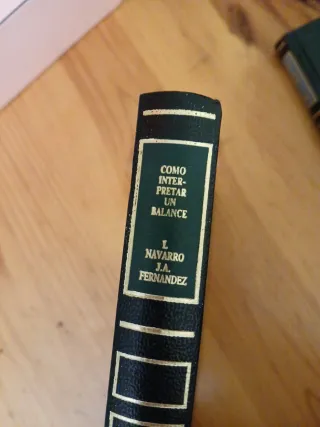 COMO
INTER-
PRETAR
UN
BALANCE
I.
NAVARRO
J.A.
FERNANDEZ